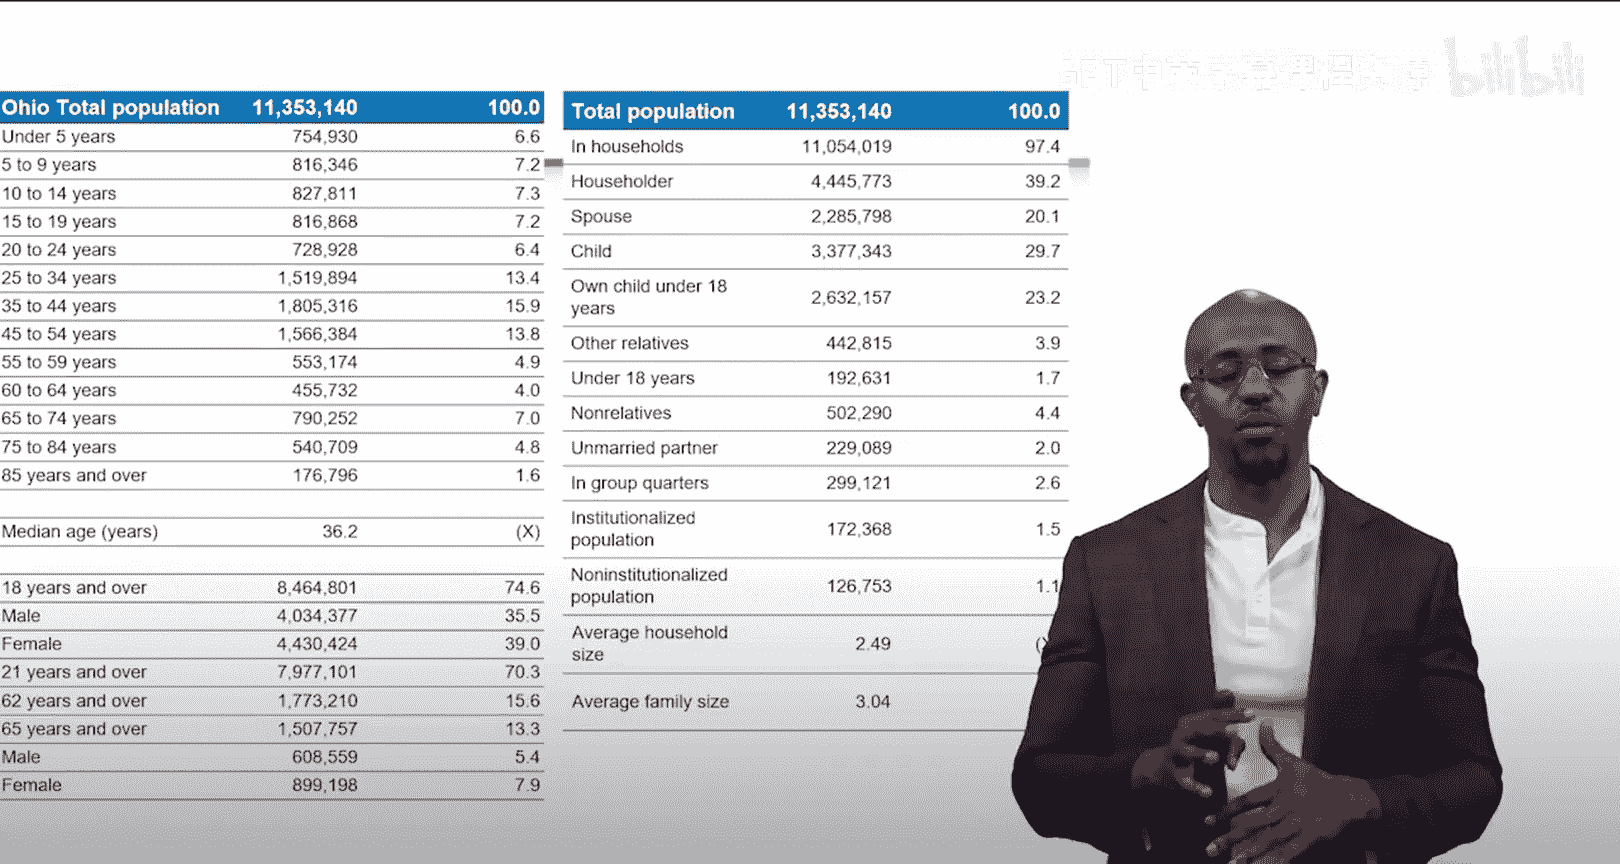 bilibili
Ohio Total population 11,353,140 100.0
Under 5 years 754,930 6.6
5 to 9 years 816,346 7.2
10 to 14 years 827,811 7.3
15 to 19 years 816,868 7.2
20 to 24 years 728,928 6.4
25 to 34 years 1,519,894 13.4
35 to 44 years 1,805,316 15.9
45 to 54 years 1,566,384 13.8
55 to 59 years 553,174 4.9
60 to 64 years 455,732 4.0
65 to 74 years 790,252 7.0
75 to 84 years 540,709 4.8
85 years and over 176,796 1.6
Median age (years) 36.2 (X)
18 years and over 8,464,801 74.6
Male 4,034,377 35.5
Female 4,430,424 39.0
21 years and over 7,977,101 70.3
62 years and over 1,773,210 15.6
65 years and over 1,507,757 13.3
Male 608,559 5.4
Female 899,198 7.9
Total population 11,353,140 100.0
In households 11,054,019 97.4
Householder 4,445,773 39.2
Spouse 2,285,798 20.1
Child 3,377,343 29.7
Own child under 18
years 2,632,157 23.2
Other relatives 442,815 3.9
Under 18 years 192,631 1.7
Nonrelatives 502,290 4.4
Unmarried partner 229,089 2.0
In group quarters 299,121 2.6
Institutionalized
population 172,368 1.5
Noninstitutionalized
population 126,753 1.1
Average household
size 2.49
Average family size 3.04